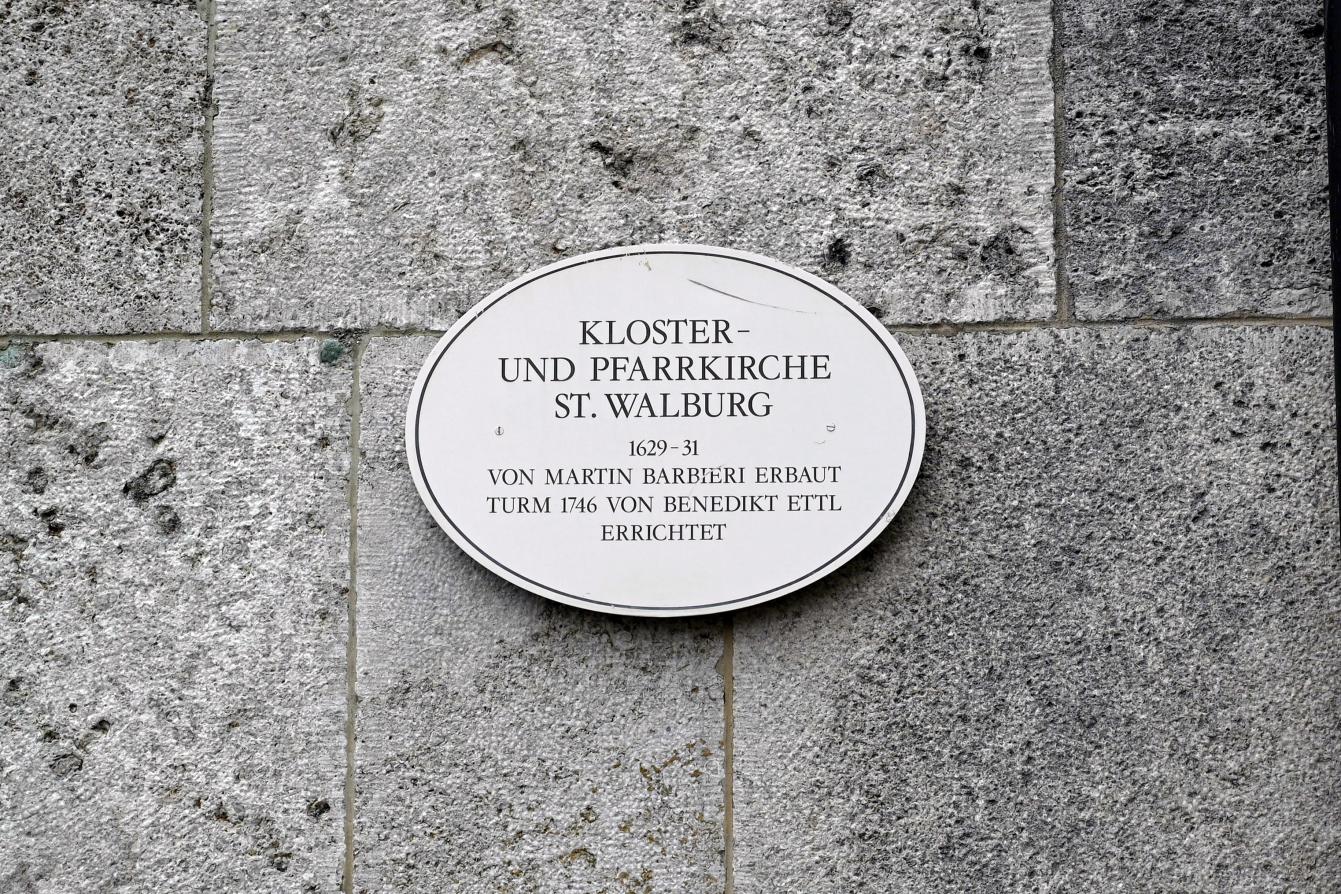 KLOSTER-
UND PFARRKIRCHE
ST. WALBURG
1629-31
VON MARTIN BARBIERI ERBAUT
TURM 1746 VON BENEDIKT ETTL
ERRICHTET